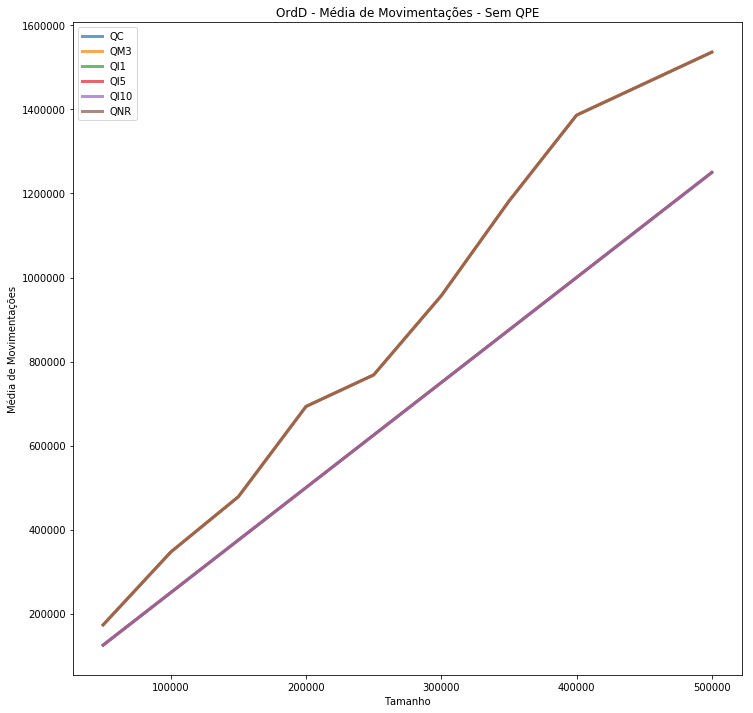 OrdD - Média de Movimentações - Sem QPE
1600000
1400000
1200000
1000000
800000
600000
400000
200000
Média de Movimentações
QC
QM3
QI1
QI5
QI10
QNR
100000
200000
300000
400000
500000
Tamanho